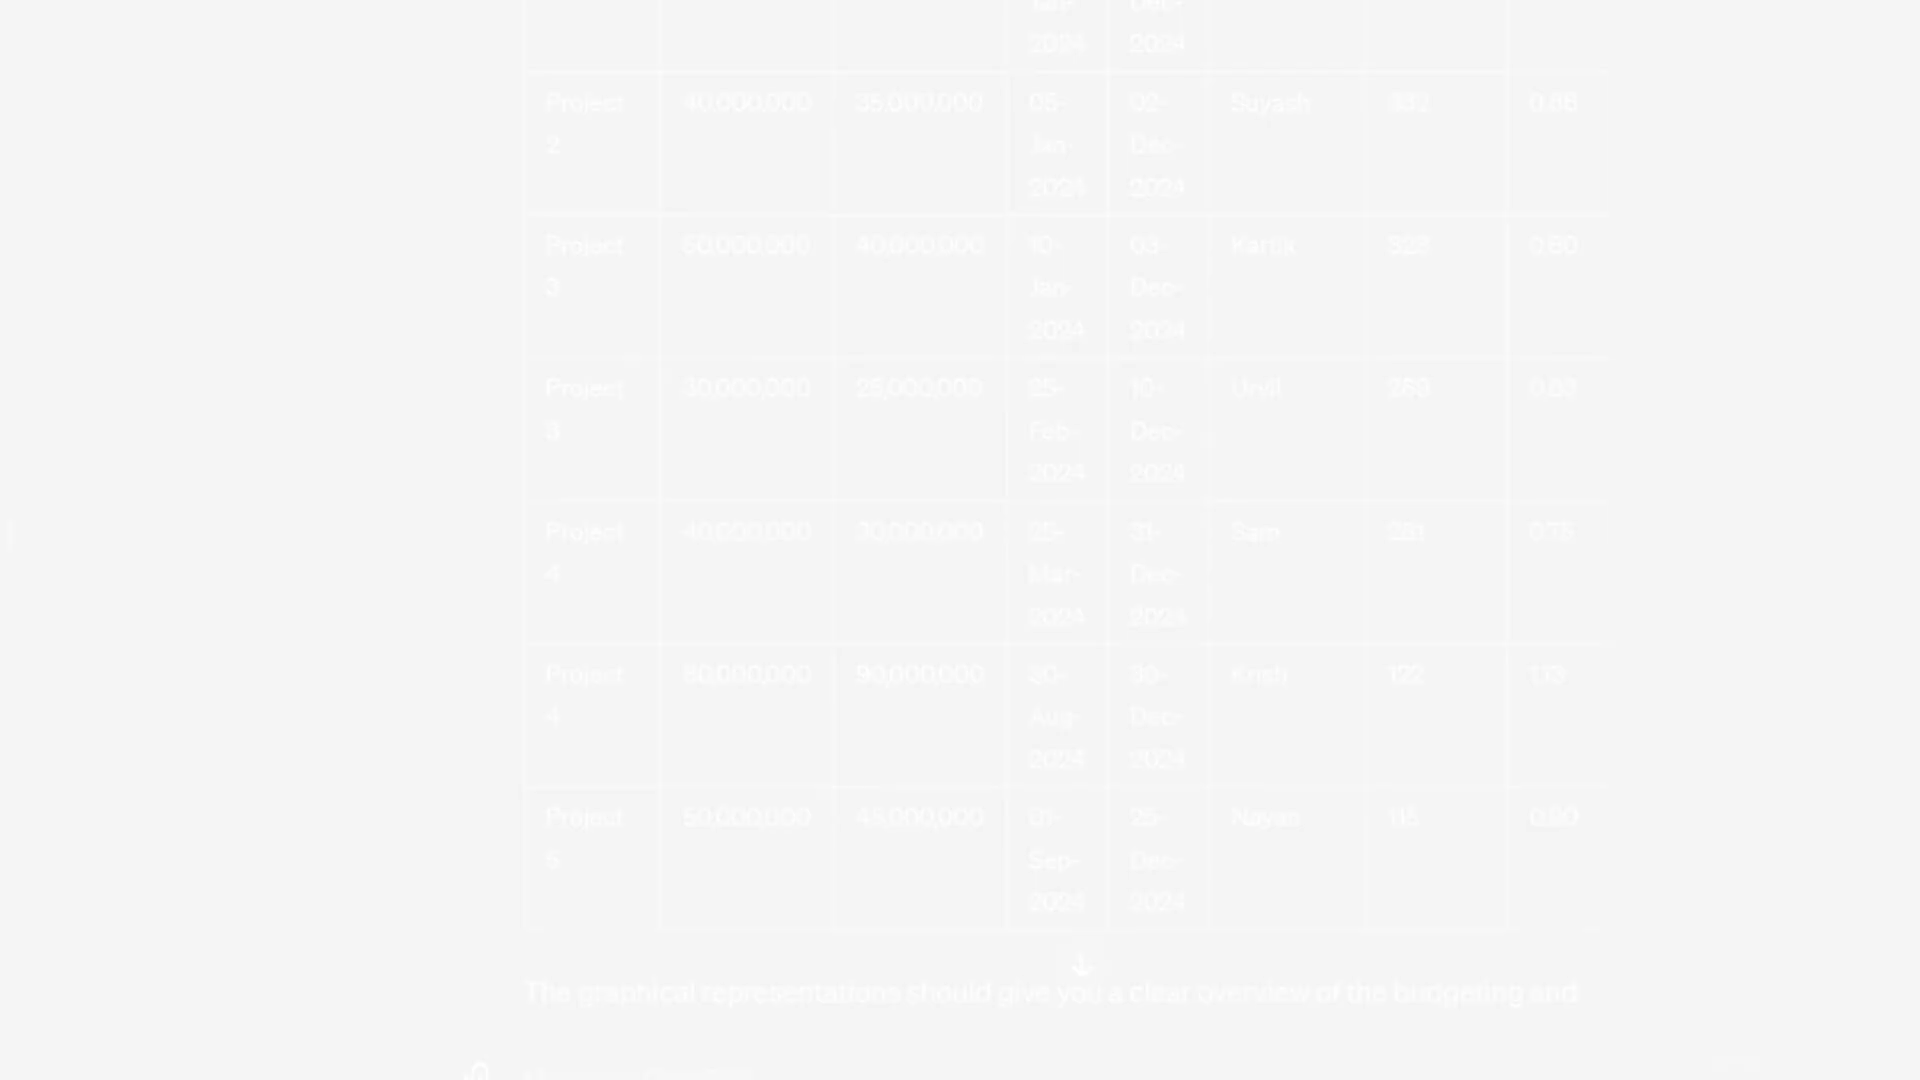 2024 2024
Project 40,000,000 35,000,000 05- 02- Suyash 332 0.88
2 Jan- Dec-
2024 2024
Project 50,000,000 40,000,000 10- 03- Kartik 328 0.80
3 Jan- Dec-
2024 2024
Project 30,000,000 25,000,000 25- 10- Urvil 0.83
3 Feb- Dec-
2024 2024
Project 40,000,000 30,000,000 25- 31- Sam 281 0.75
4 Mar- Dec-
2024 2024
Project 80,000,000 90,000,000 30- 30- Krish 122 1.13
4 Aug- Dec-
2024 2024
Project 50,000,000 45,000,000 01- 25- Nayan 115 0.90
5 Sep- Dec-
2024 2024
The graphical representations should give you a clear overview of the budgeting and